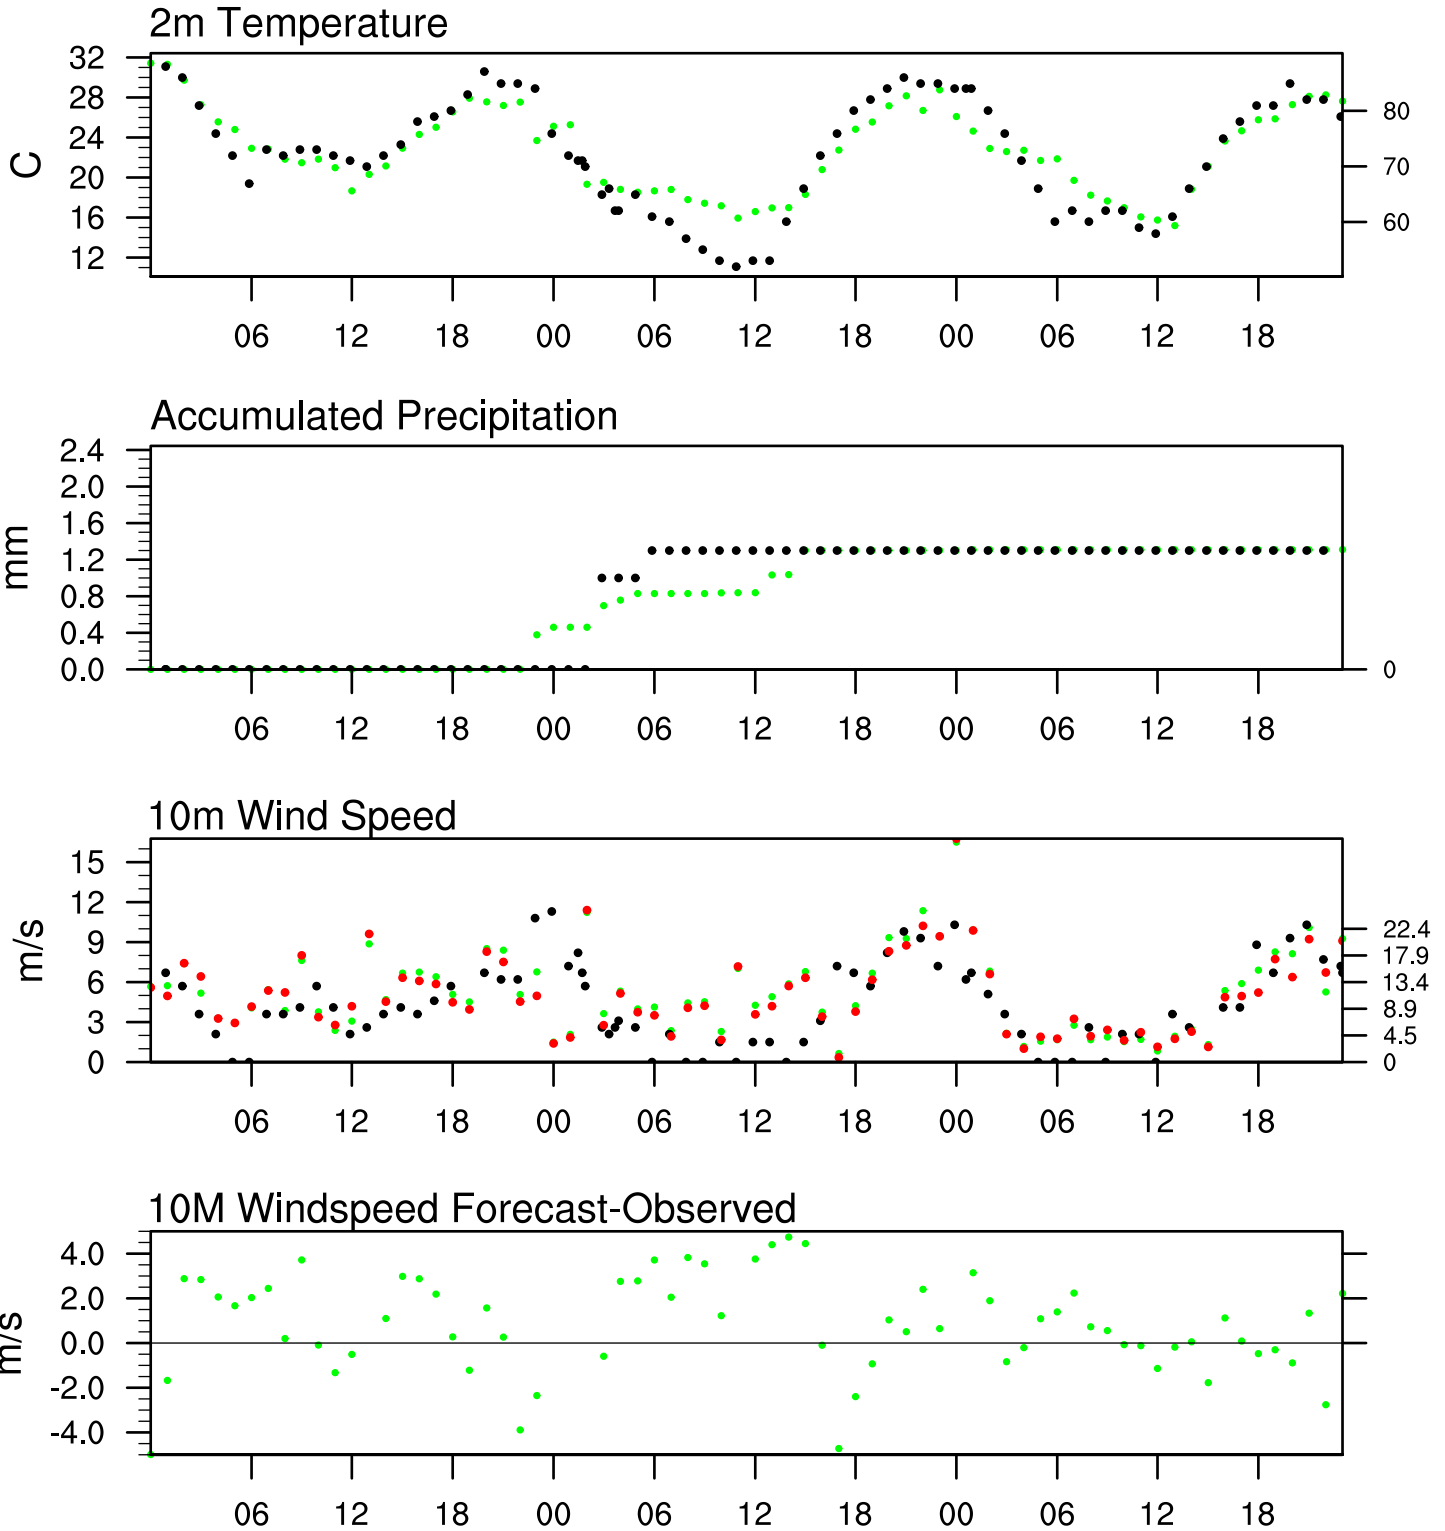 2m Temperature
32
28
24
20
16
12
C
80
70
60
06 12 18 00 06 12 18 00 06 12 18
Accumulated Precipitation
2.4
2.0
1.6
1.2
0.8
0.4
0.0
mm
0
06 12 18 00 06 12 18 00 06 12 18
10m Wind Speed
15
12
9
6
3
0
m/s
22.4
17.9
13.4
8.9
4.5
0
06 12 18 00 06 12 18 00 06 12 18
10M Windspeed Forecast-Observed
4.0
2.0
0.0
-2.0
-4.0
m/s
06 12 18 00 06 12 18 00 06 12 18